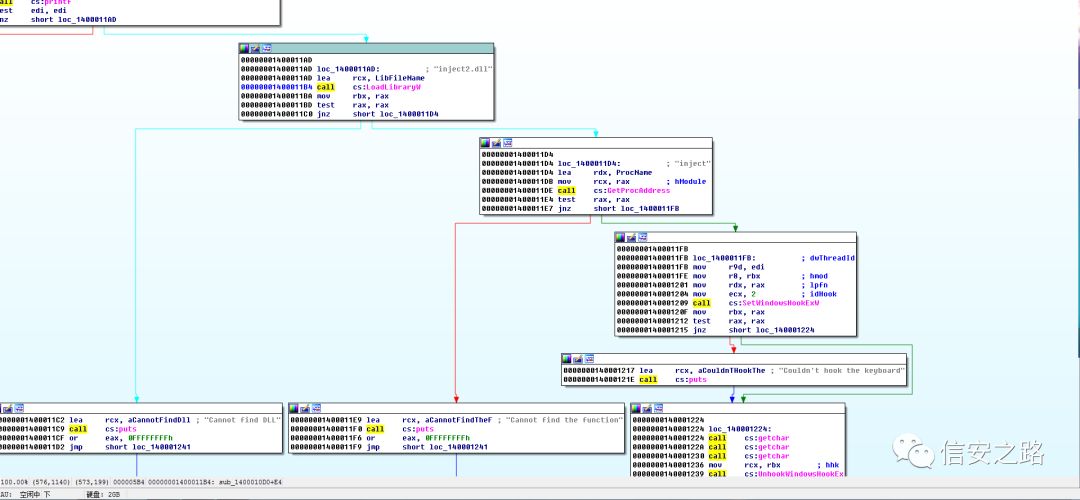 call    cs:printf
test    edi, edi
jnz     short loc_1400011AD
00000001400011AD
00000001400011AD loc_1400011AD:          ; "inject2.dll"
00000001400011AD lea     rcx, LibFileName
00000001400011B4 call    cs:LoadLibraryW
00000001400011BA mov     rbx, rax
00000001400011BD test    rax, rax
00000001400011C0 jnz     short loc_1400011D4
00000001400011D4
00000001400011D4 loc_1400011D4:          ; "inject"
00000001400011D4 lea     rdx, ProcName
00000001400011DB mov     rcx, rax        ; hModule
00000001400011DE call    cs:GetProcAddress
00000001400011E4 test    rax, rax
00000001400011E7 jnz     short loc_1400011FB
00000001400011FB
00000001400011FB loc_1400011FB:          ; dwThreadId
00000001400011FB mov     r9d, edi
00000001400011FE mov     r8, rbx         ; hmod
0000000140001201 mov     rdx, rax        ; lpfn
0000000140001204 mov     ecx, 2          ; idHook
0000000140001209 call    cs:SetWindowsHookExW
000000014000120F mov     rbx, rax
0000000140001212 test    rax, rax
0000000140001215 jnz     short loc_140001224
0000000140001217 lea     rcx, aCouldnTHookThe ; "Couldn't hook the keyboard"
000000014000121E call    cs:puts
00000001400011C2 lea     rcx, aCannotFindDll ; "Cannot find DLL"
00000001400011C9 call    cs:puts
00000001400011CF or      eax, 0FFFFFFFFh
00000001400011D2 jmp     short loc_140001241
00000001400011E9 lea     rcx, aCannotFindTheF ; "Cannot find the function"
00000001400011F0 call    cs:puts
00000001400011F6 or      eax, 0FFFFFFFFh
00000001400011F9 jmp     short loc_140001241
0000000140001224
0000000140001224 loc_140001224:
0000000140001224 call    cs:getchar
000000014000122A call    cs:getchar
0000000140001230 call    cs:getchar
0000000140001236 mov     rcx, rbx        ; hhk
0000000140001239 call    cs:UnhookWindowsHookEx
信安之路
100.00% (576,1140) (573,199) 000005B4 00000001400011B4: sub_1400010D0+E4
AU: 空闲中 下 硬盘: 2GB